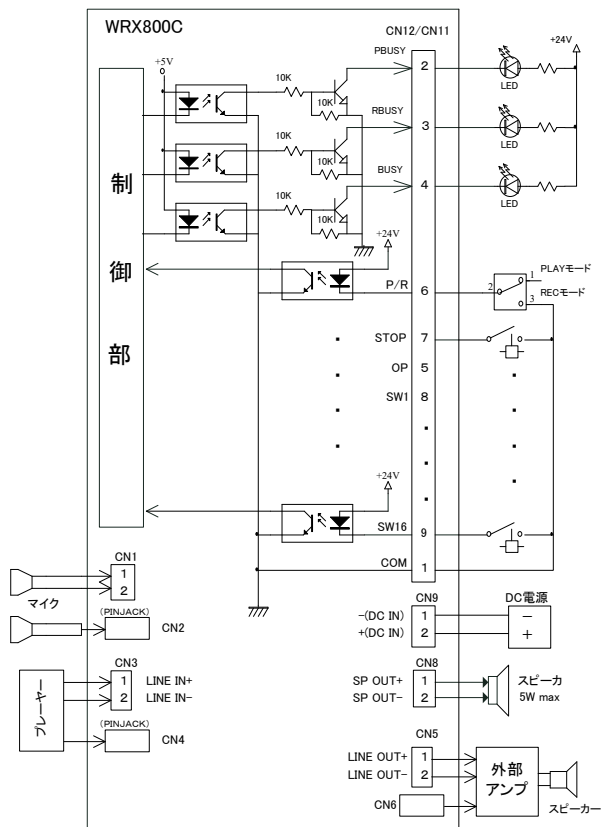 WRX800C
CN12/CN11
+5V
PBUSY
2
+24V
10K
10K
LED
RBUSY
3
10K
10K
LED
BUSY
4
10K
10K
LED
制
御
部
+24V
P/R
6
2
1
PLAYモード
3
RECモード
STOP
7
OP
5
SW1
8
+24V
SW16
9
COM
1
CN1
1
2
マイク
(PINJACK)
CN2
CN3
1
LINE IN+
2
LINE IN-
プレーヤー
(PINJACK)
CN4
CN9
DC電源
-(DC IN)
1
-
+(DC IN)
2
+
CN8
SP OUT+
1
スピーカ
SP OUT-
2
5W max
CN5
LINE OUT+
1
LINE OUT-
2
外部
アンプ
CN6
スピーカー